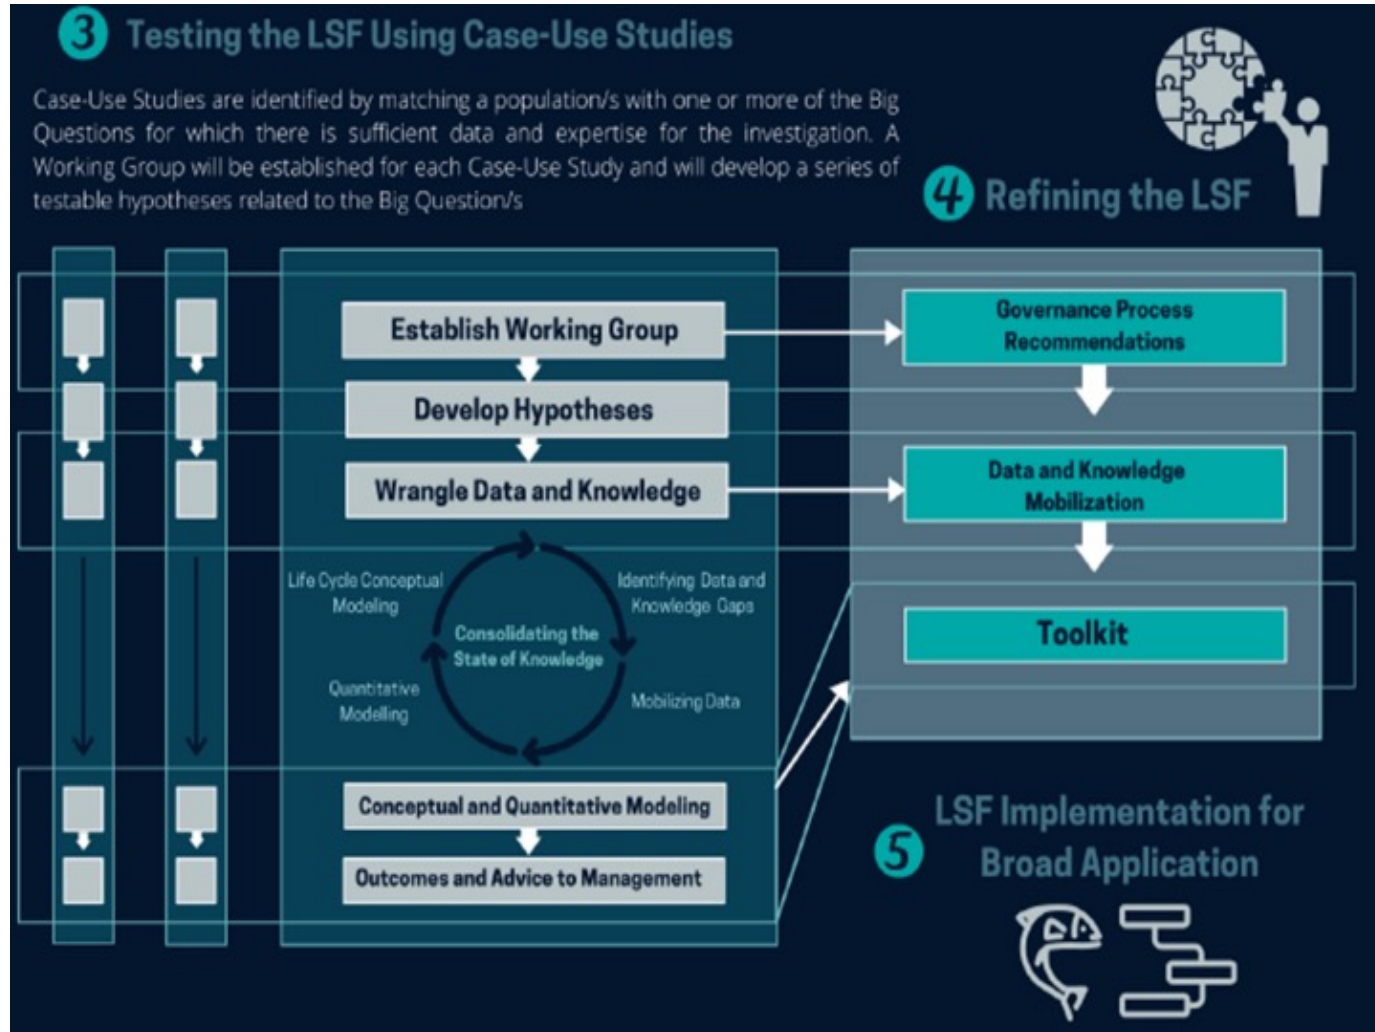 3 Testing the LSF Using Case-Use Studies
Case-Use Studies are identified by matching a population/s with one or more of the Big
Questions for which there is sufficient data and expertise for the investigation. A
Working Group will be established for each Case-Use Study and will develop a series of
testable hypotheses related to the Big Question/s
4 Refining the LSF
Establish Working Group
Develop Hypotheses
Wrangle Data and Knowledge
Life Cycle Conceptual
Modeling
Identifying Data and
Knowledge Gaps
Consolidating the
State of Knowledge
Quantitative
Modelling
Mobilizing Data
Conceptual and Quantitative Modeling
Outcomes and Advice to Management
Governance Process
Recommendations
Data and Knowledge
Mobilization
Toolkit
5 LSF Implementation for
Broad Application